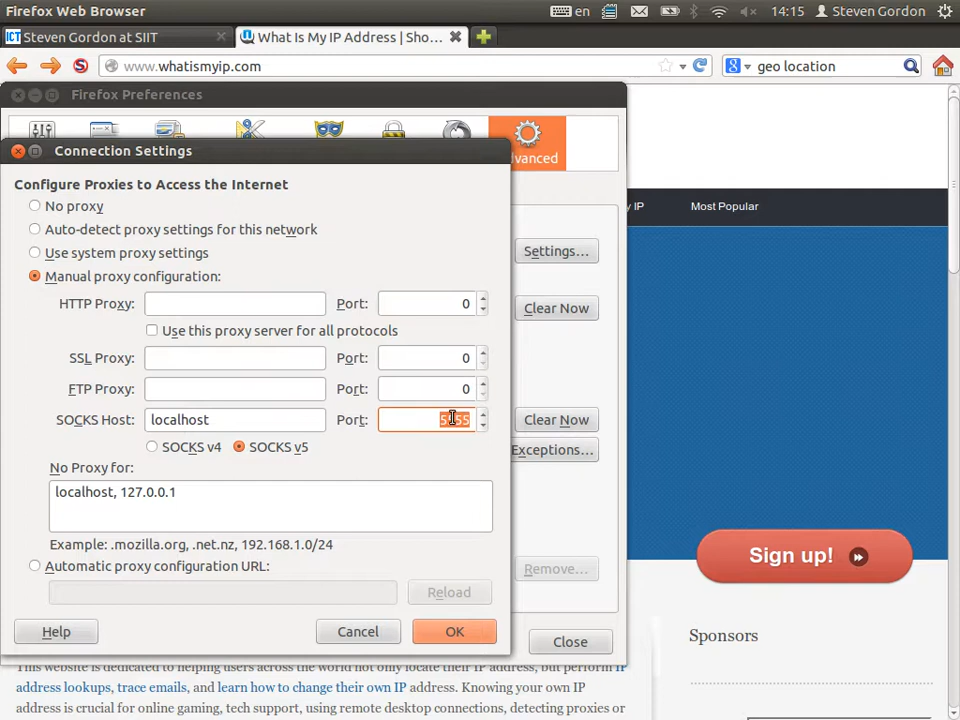 Firefox Web Browser en 14:15 Steven Gordon
ICT Steven Gordon at SIIT What Is My IP Address | Sho...
S www.whatismyip.com 8 geo location
Firefox Preferences
Advanced
Connection Settings
Configure Proxies to Access the Internet
No proxy
IP Most Popular
Auto-detect proxy settings for this network
Use system proxy settings Settings...
Manual proxy configuration:
HTTP Proxy: Port: 0 Clear Now
Use this proxy server for all protocols
SSL Proxy: Port: 0
FTP Proxy: Port: 0
SOCKS Host: localhost Port: Clear Now
SOCKS v4 SOCKS v5 Exceptions...
No Proxy for:
localhost, 127.0.0.1
Example: .mozilla.org, .net.nz, 192.168.1.0/24
Sign up!
Automatic proxy configuration URL: Remove...
Reload
Help Cancel OK Close
Sponsors
This website is dedicated to helping users across the world not only locate their IP address, but perform IP
address lookups, trace emails, and learn how to change their own IP address. Knowing your own IP
address is crucial for online gaming, tech support, using remote desktop connections, detecting proxies or